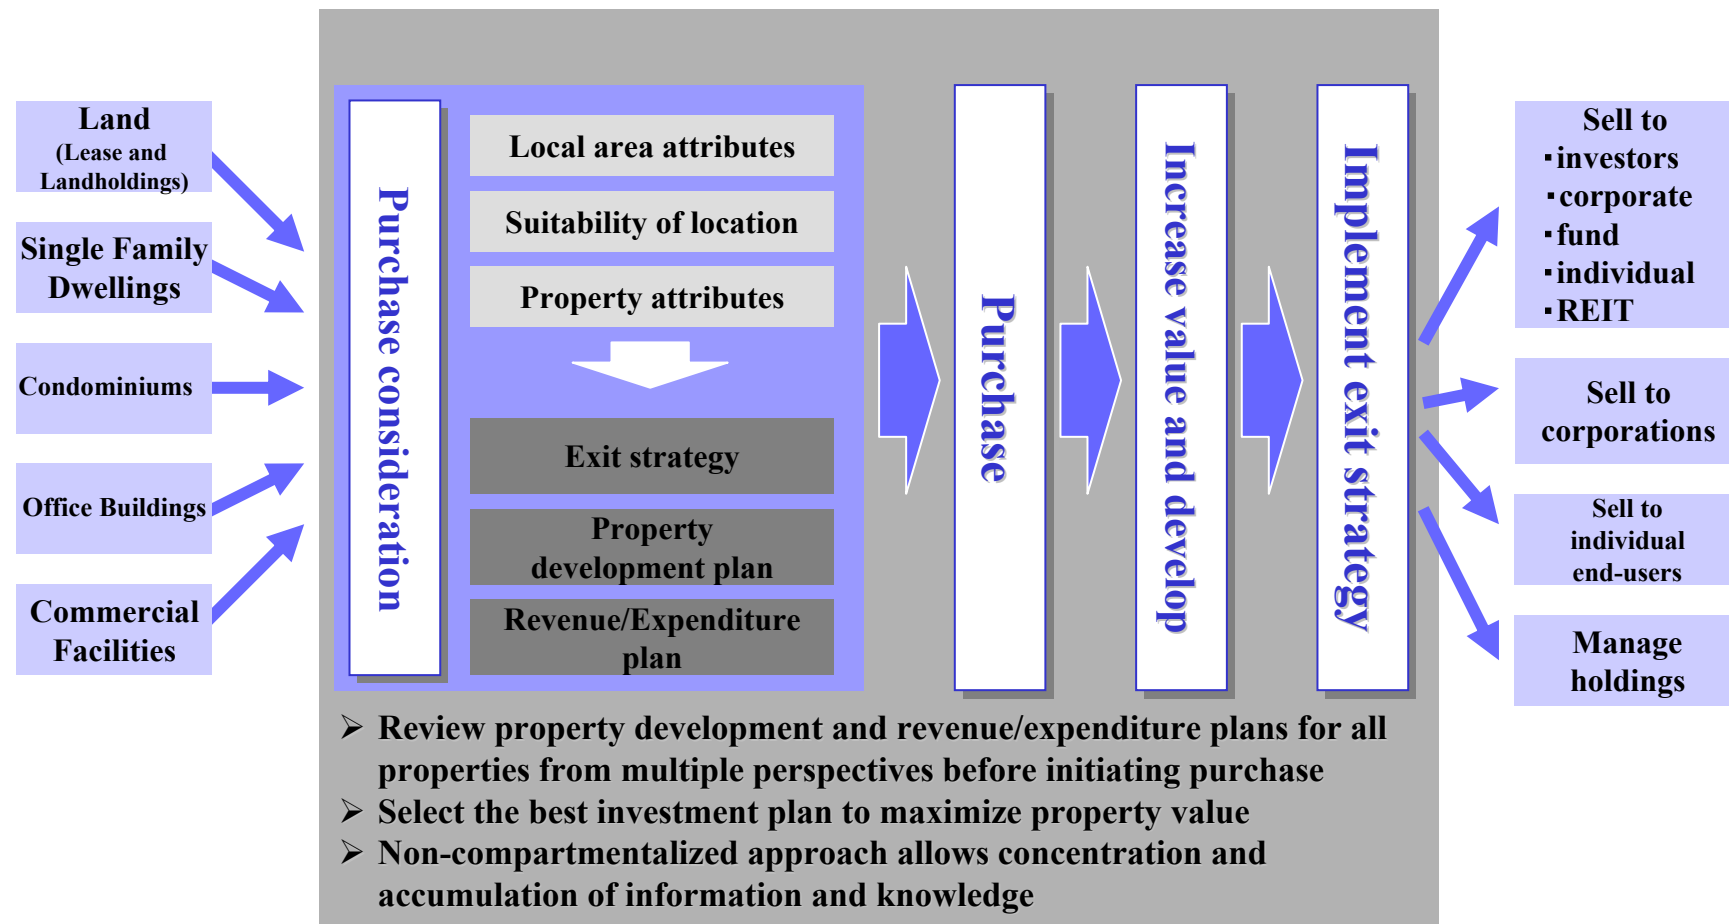 Land
(Lease and
Landholdings)
Single Family
Dwellings
Condominiums
Office Buildings
Commercial
Facilities
Purchase consideration
Local area attributes
Suitability of location
Property attributes
Exit strategy
Property
development plan
Revenue/Expenditure
plan
Purchase
Increase value and develop
Implement exit strategy
Sell to
・investors
・corporate
・fund
・individual
・REIT
Sell to
corporations
Sell to
individual
end-users
Manage
holdings
➢ Review property development and revenue/expenditure plans for all
properties from multiple perspectives before initiating purchase
➢ Select the best investment plan to maximize property value
➢ Non-compartmentalized approach allows concentration and
accumulation of information and knowledge